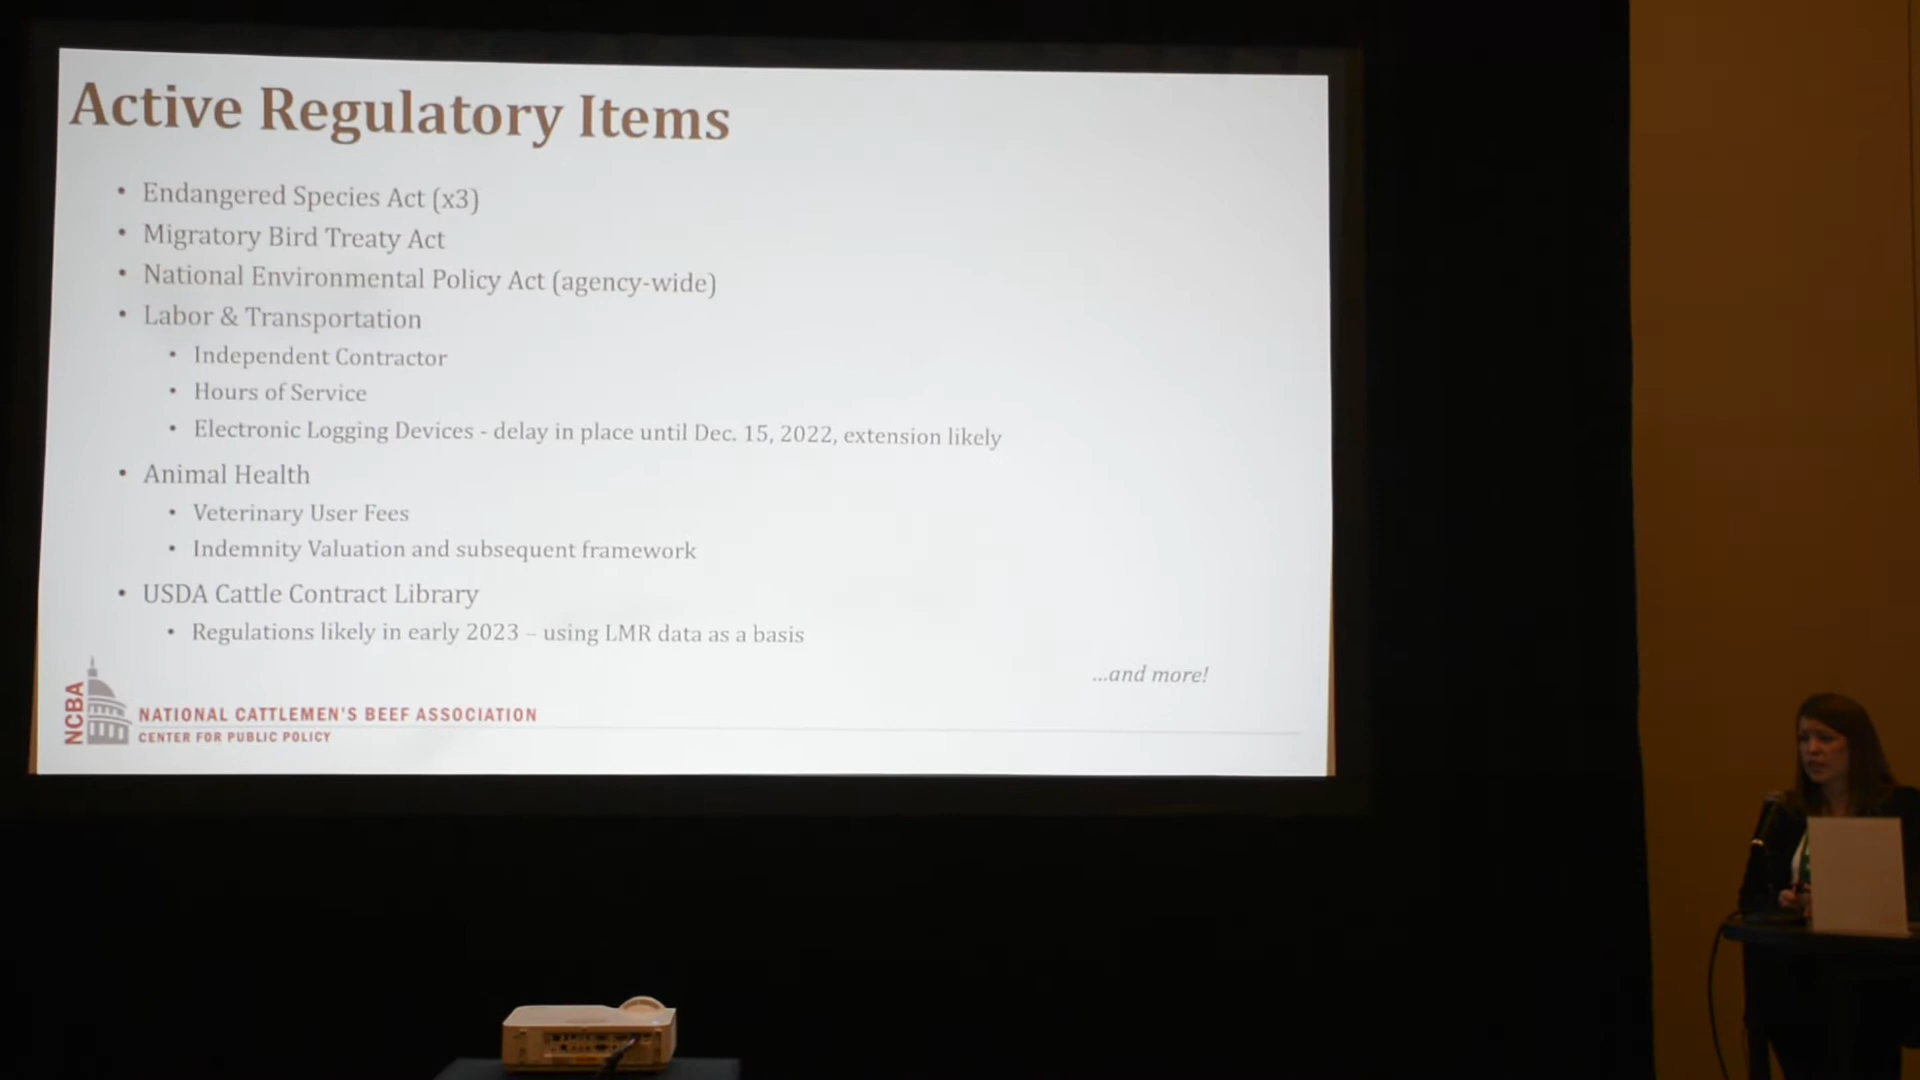 Active Regulatory Items
• Endangered Species Act (x3)
• Migratory Bird Treaty Act
• National Environmental Policy Act (agency-wide)
• Labor & Transportation
• Independent Contractor
• Hours of Service
• Electronic Logging Devices - delay in place until Dec. 15, 2022, extension likely
• Animal Health
• Veterinary User Fees
• Indemnity Valuation and subsequent framework
• USDA Cattle Contract Library
• Regulations likely in early 2023 – using LMR data as a basis
...and more!
NCBA
NATIONAL CATTLEMEN'S BEEF ASSOCIATION
CENTER FOR PUBLIC POLICY